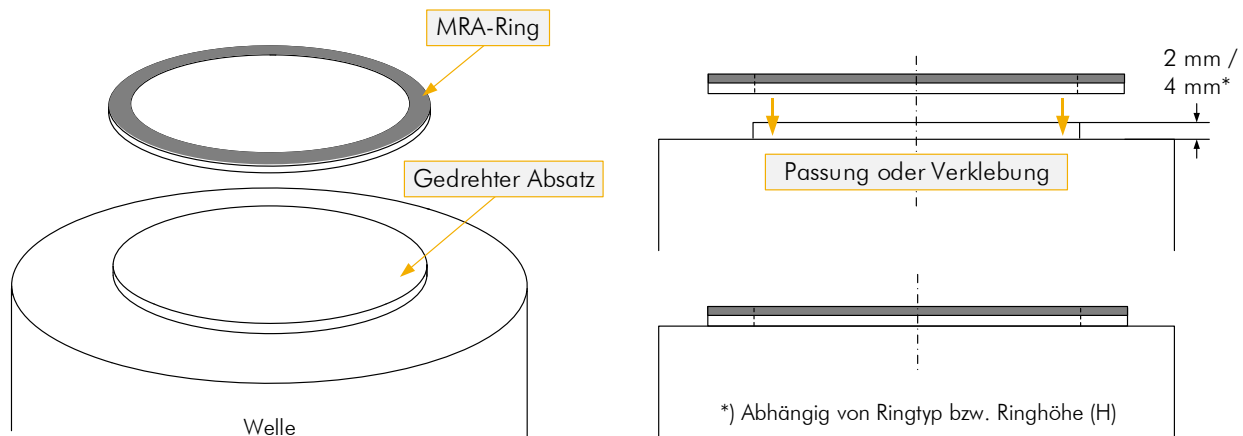 MRA-Ring
Gedrehter Absatz
Welle
2 mm /
4 mm*
Passung oder Verklebung
*) Abhängig von Ringtyp bzw. Ringhöhe (H)